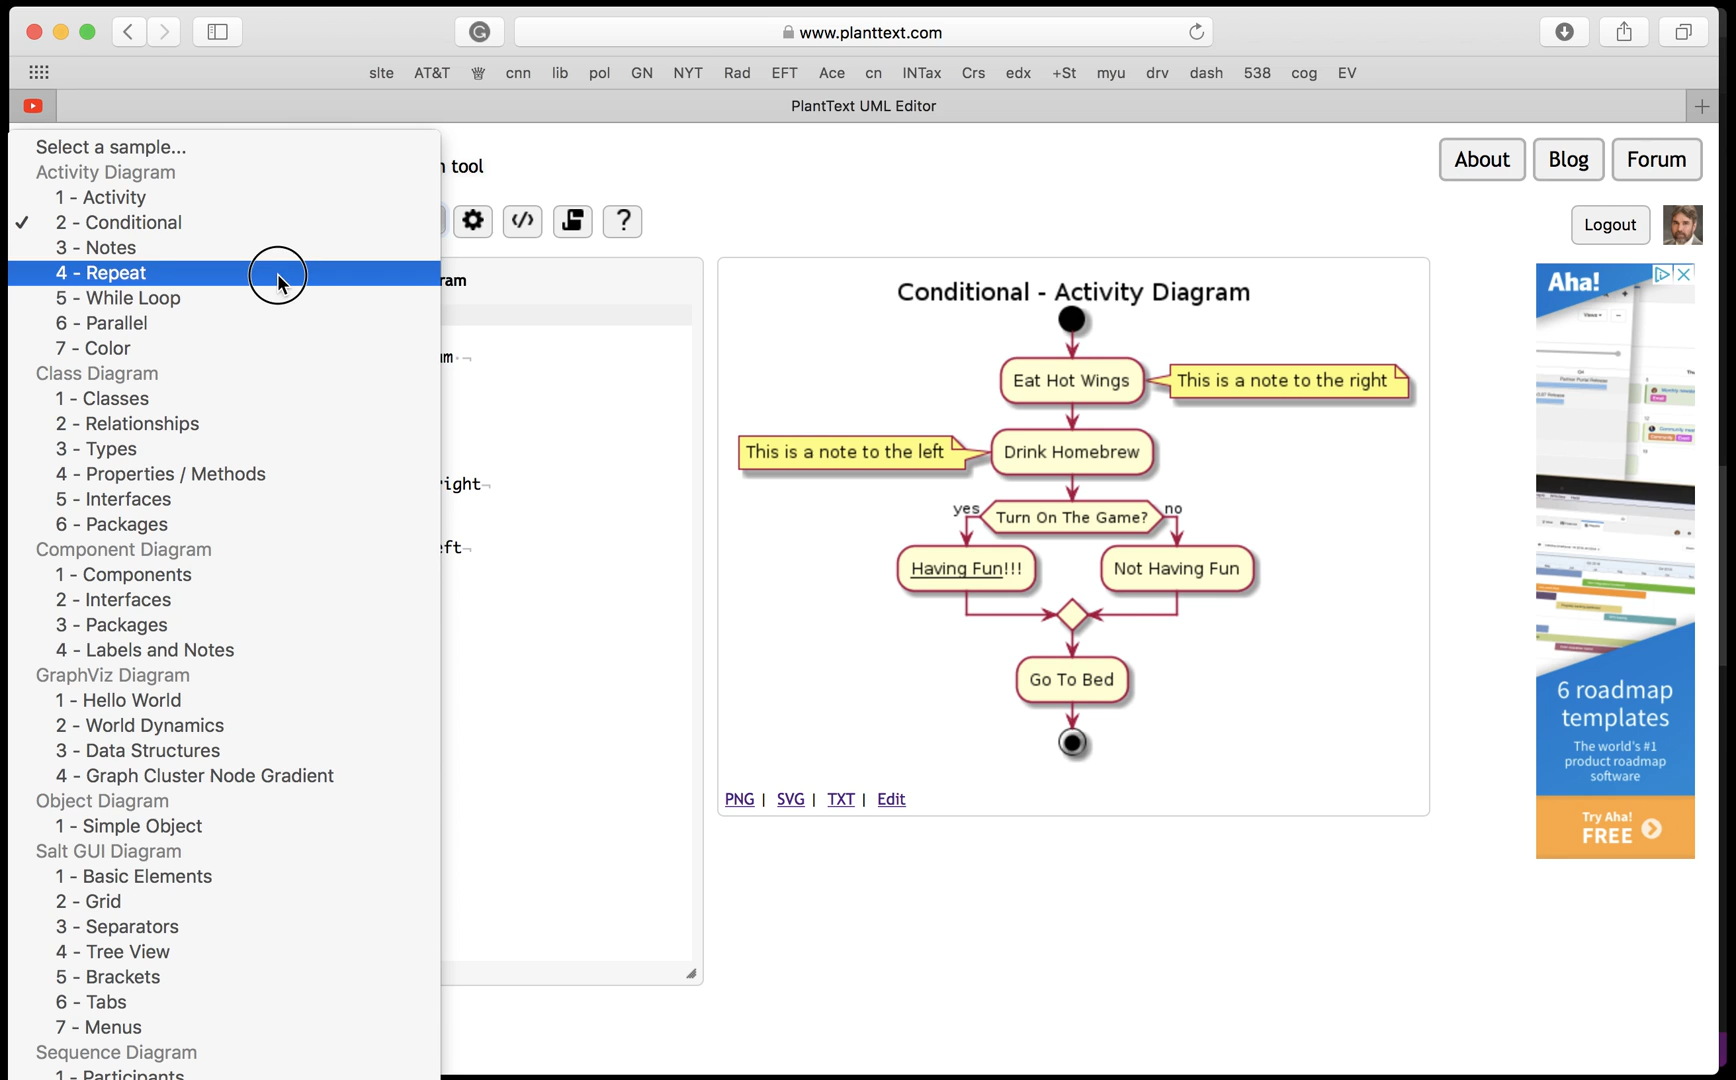 www.planttext.com
site AT&T cnn lib pol GN NYT Rad EFT Ace cn INTax Crs edx +St myu drv dash 538 cog EV
PlantText UML Editor
Select a sample...
Activity Diagram
1 - Activity
✓ 2 - Conditional
3 - Notes
4 - Repeat
5 - While Loop
6 - Parallel
7 - Color
Class Diagram
1 - Classes
2 - Relationships
3 - Types
4 - Properties / Methods
5 - Interfaces
6 - Packages
Component Diagram
1 - Components
2 - Interfaces
3 - Packages
4 - Labels and Notes
GraphViz Diagram
1 - Hello World
2 - World Dynamics
3 - Data Structures
4 - Graph Cluster Node Gradient
Object Diagram
1 - Simple Object
Salt GUI Diagram
1 - Basic Elements
2 - Grid
3 - Separators
4 - Tree View
5 - Brackets
6 - Tabs
7 - Menus
Sequence Diagram
1 - Participants
tool
?
ram
m
ight
eft
About Blog Forum
Logout
Conditional - Activity Diagram
Eat Hot Wings
This is a note to the right
This is a note to the left
Drink Homebrew
yes Turn On The Game? no
Having Fun!!!
Not Having Fun
Go To Bed
PNG | SVG | TXT | Edit
Aha!
6 roadmap
templates
The world's #1
product roadmap
software
Try Aha!
FREE